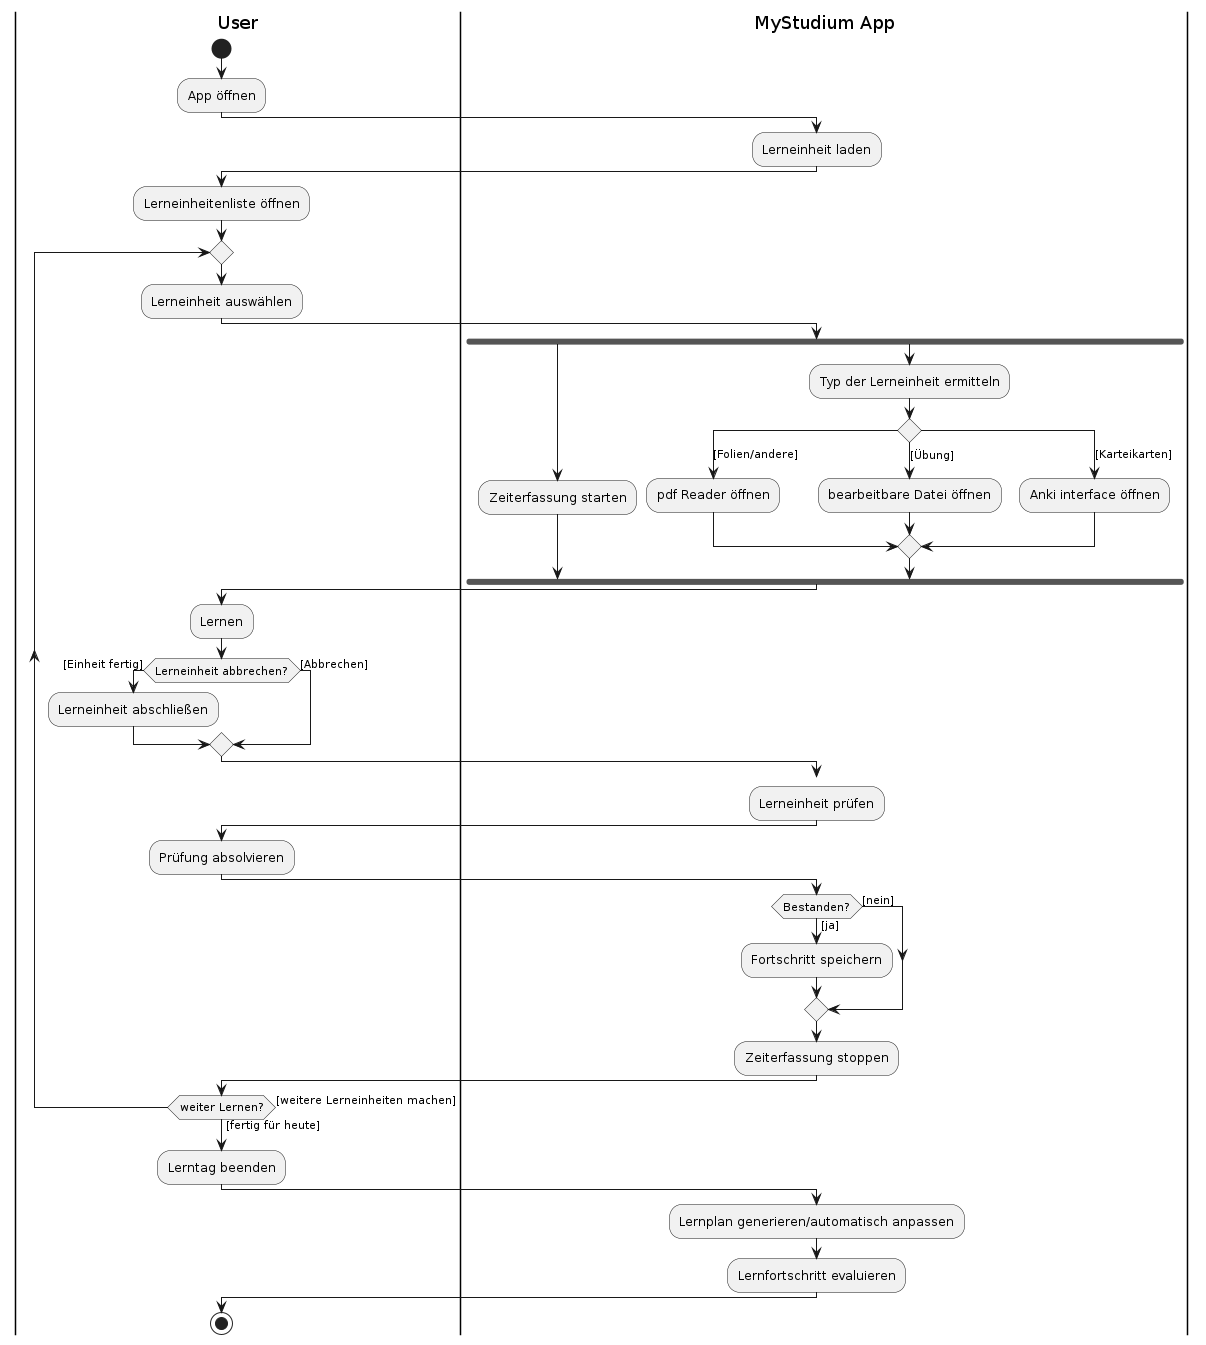 User
MyStudium App
App öffnen
Lerneinheit laden
Lerneinheitenliste öffnen
Lerneinheit auswählen
Typ der Lerneinheit ermitteln
[Folien/andere]
[Übung]
[Karteikarten]
Zeiterfassung starten
pdf Reader öffnen
bearbeitbare Datei öffnen
Anki interface öffnen
Lernen
[Einheit fertig]
Lerneinheit abbrechen?
[Abbrechen]
Lerneinheit abschließen
Lerneinheit prüfen
Prüfung absolvieren
Bestanden?
[nein]
[ja]
Fortschritt speichern
Zeiterfassung stoppen
weiter Lernen?
[weitere Lerneinheiten machen]
[fertig für heute]
Lerntag beenden
Lernplan generieren/automatisch anpassen
Lernfortschritt evaluieren